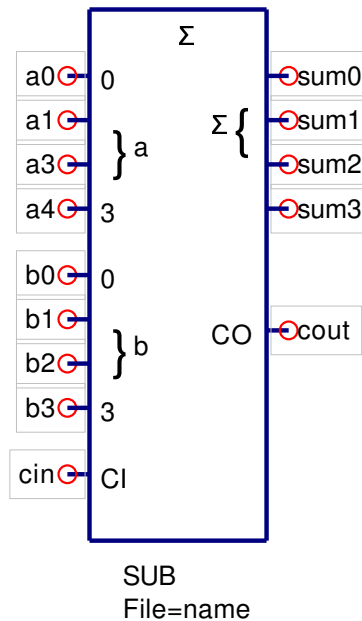 Σ
a0 0 sum0
a1 Σ { sum1
a3 } a sum2
a4 3 sum3
b0 0
b1
} b CO cout
b2
b3 3
cin CI
SUB
File=name